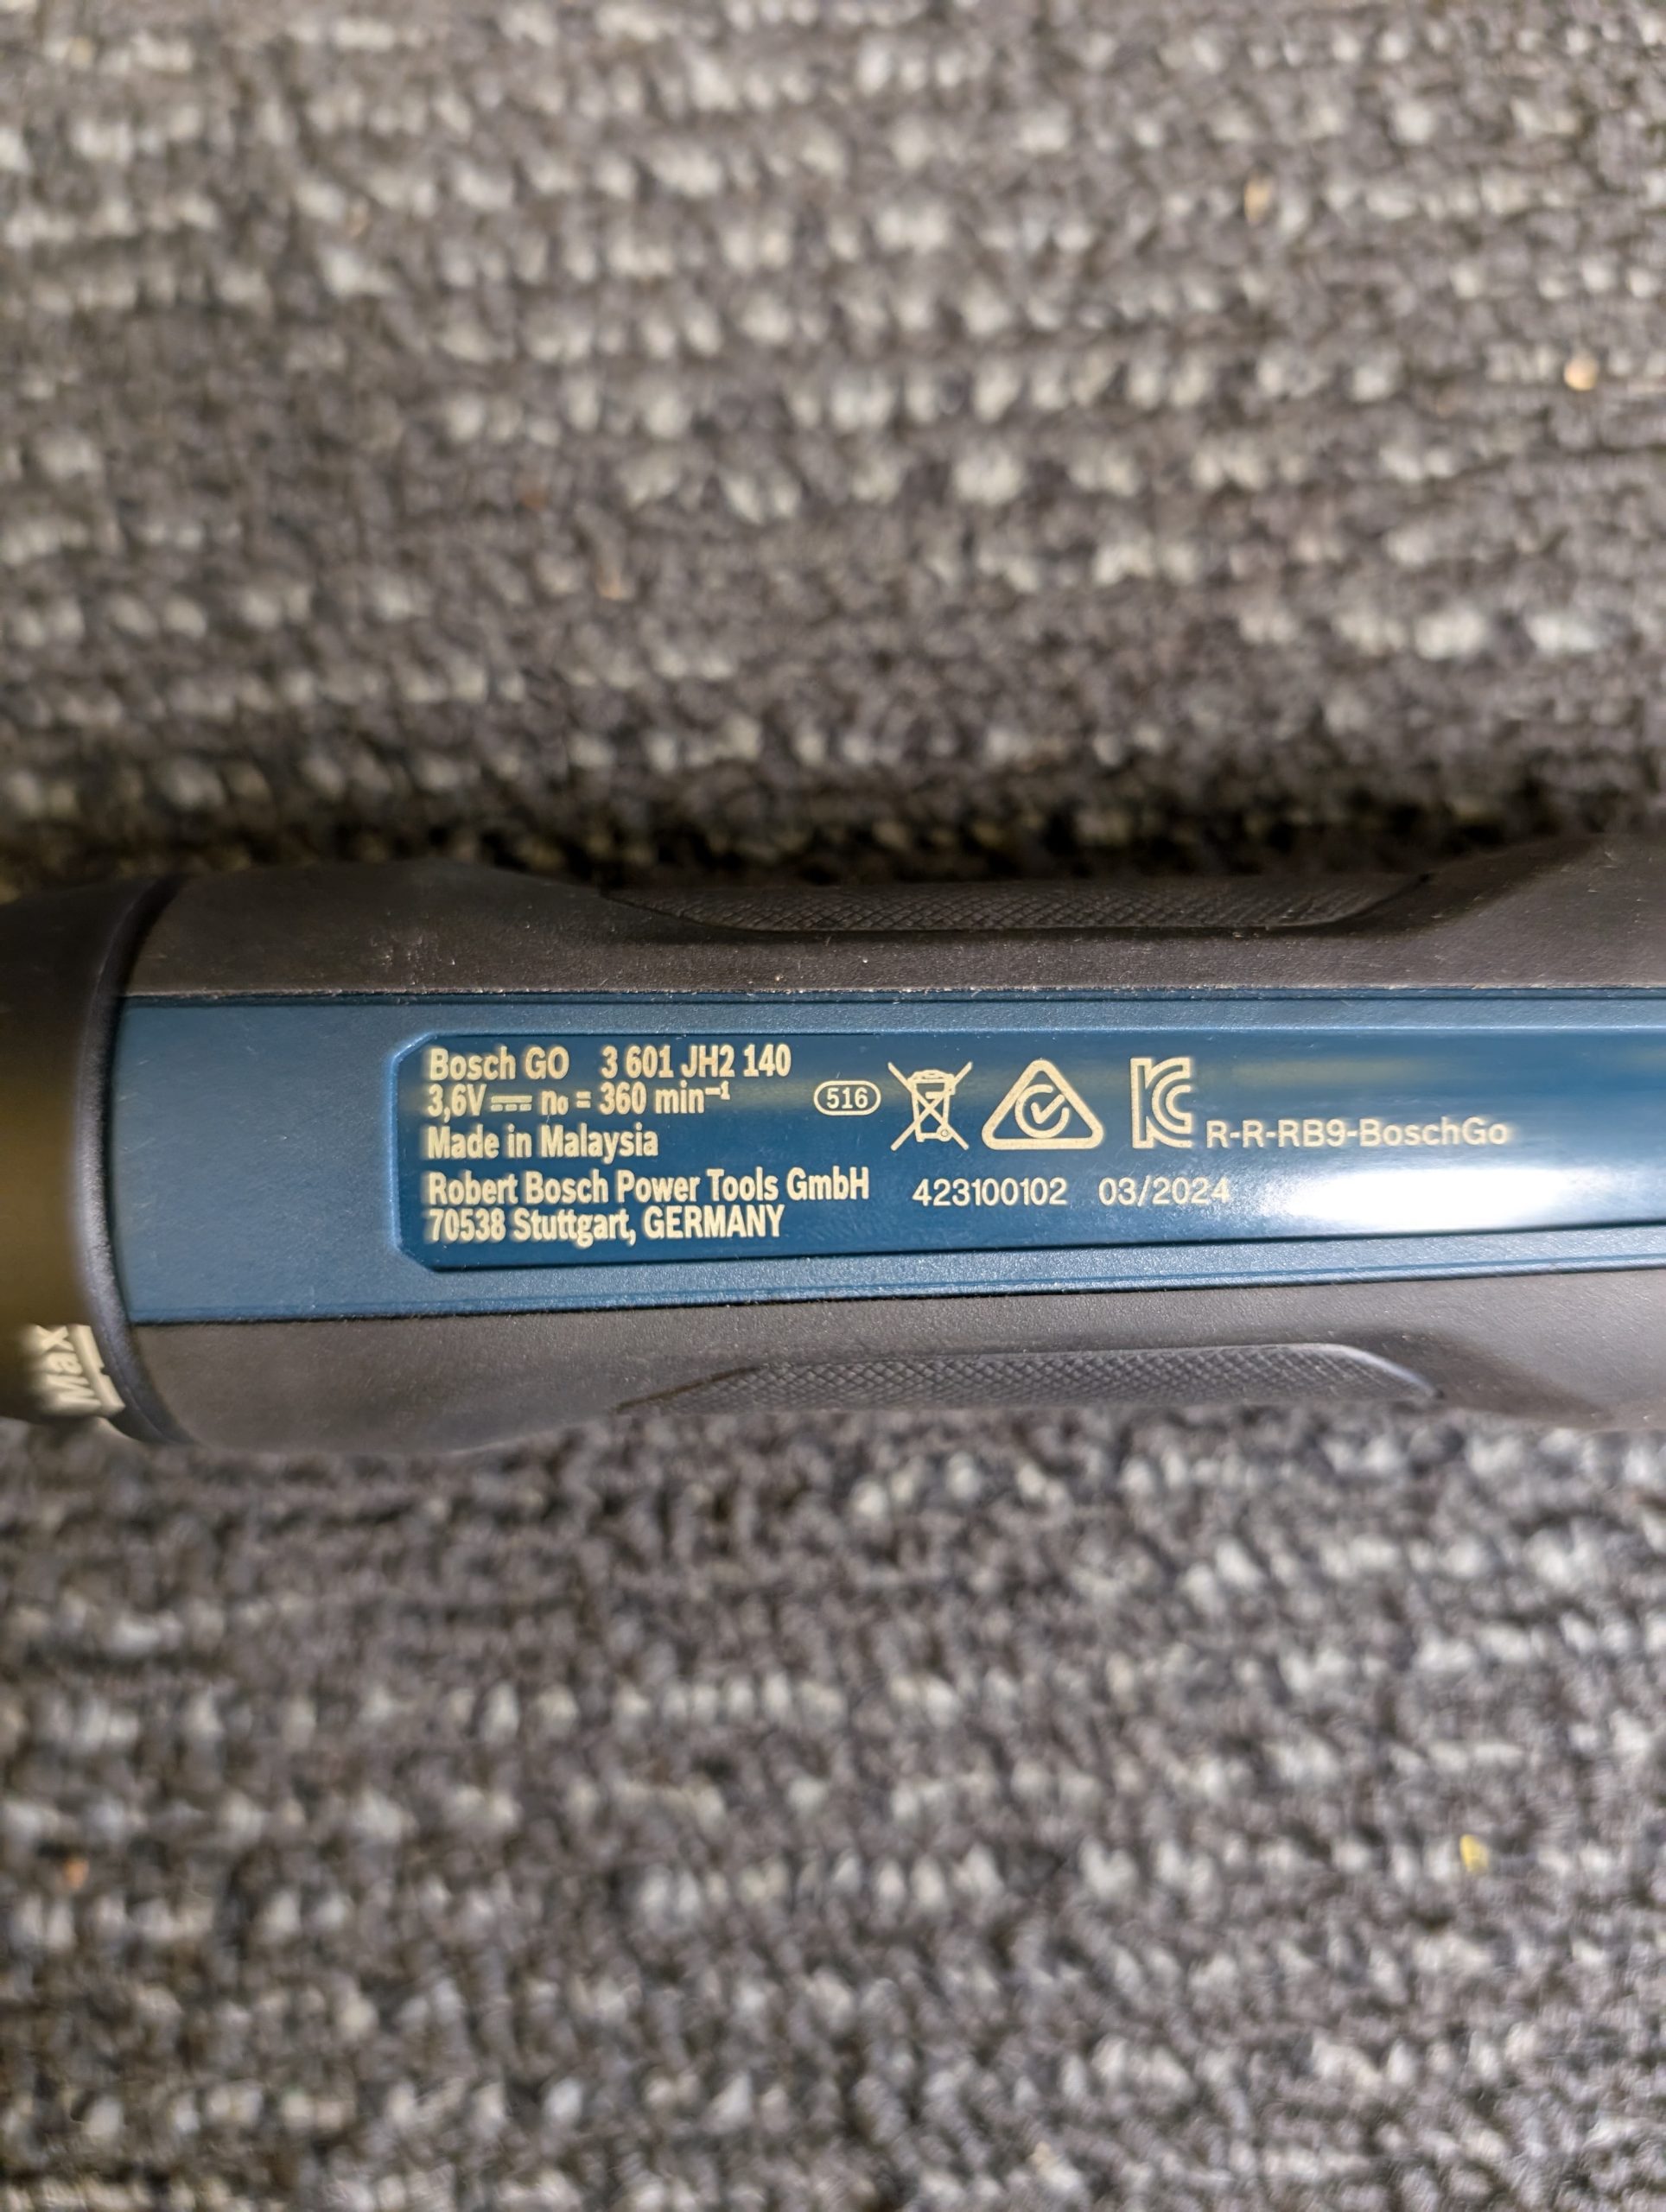 Bosch GO 3 601 JH2 140
3,6V n₀ = 360 min⁻¹
516
R-R-RB9-BoschGo
Made in Malaysia
Robert Bosch Power Tools GmbH
423100102 03/2024
70538 Stuttgart, GERMANY
Max